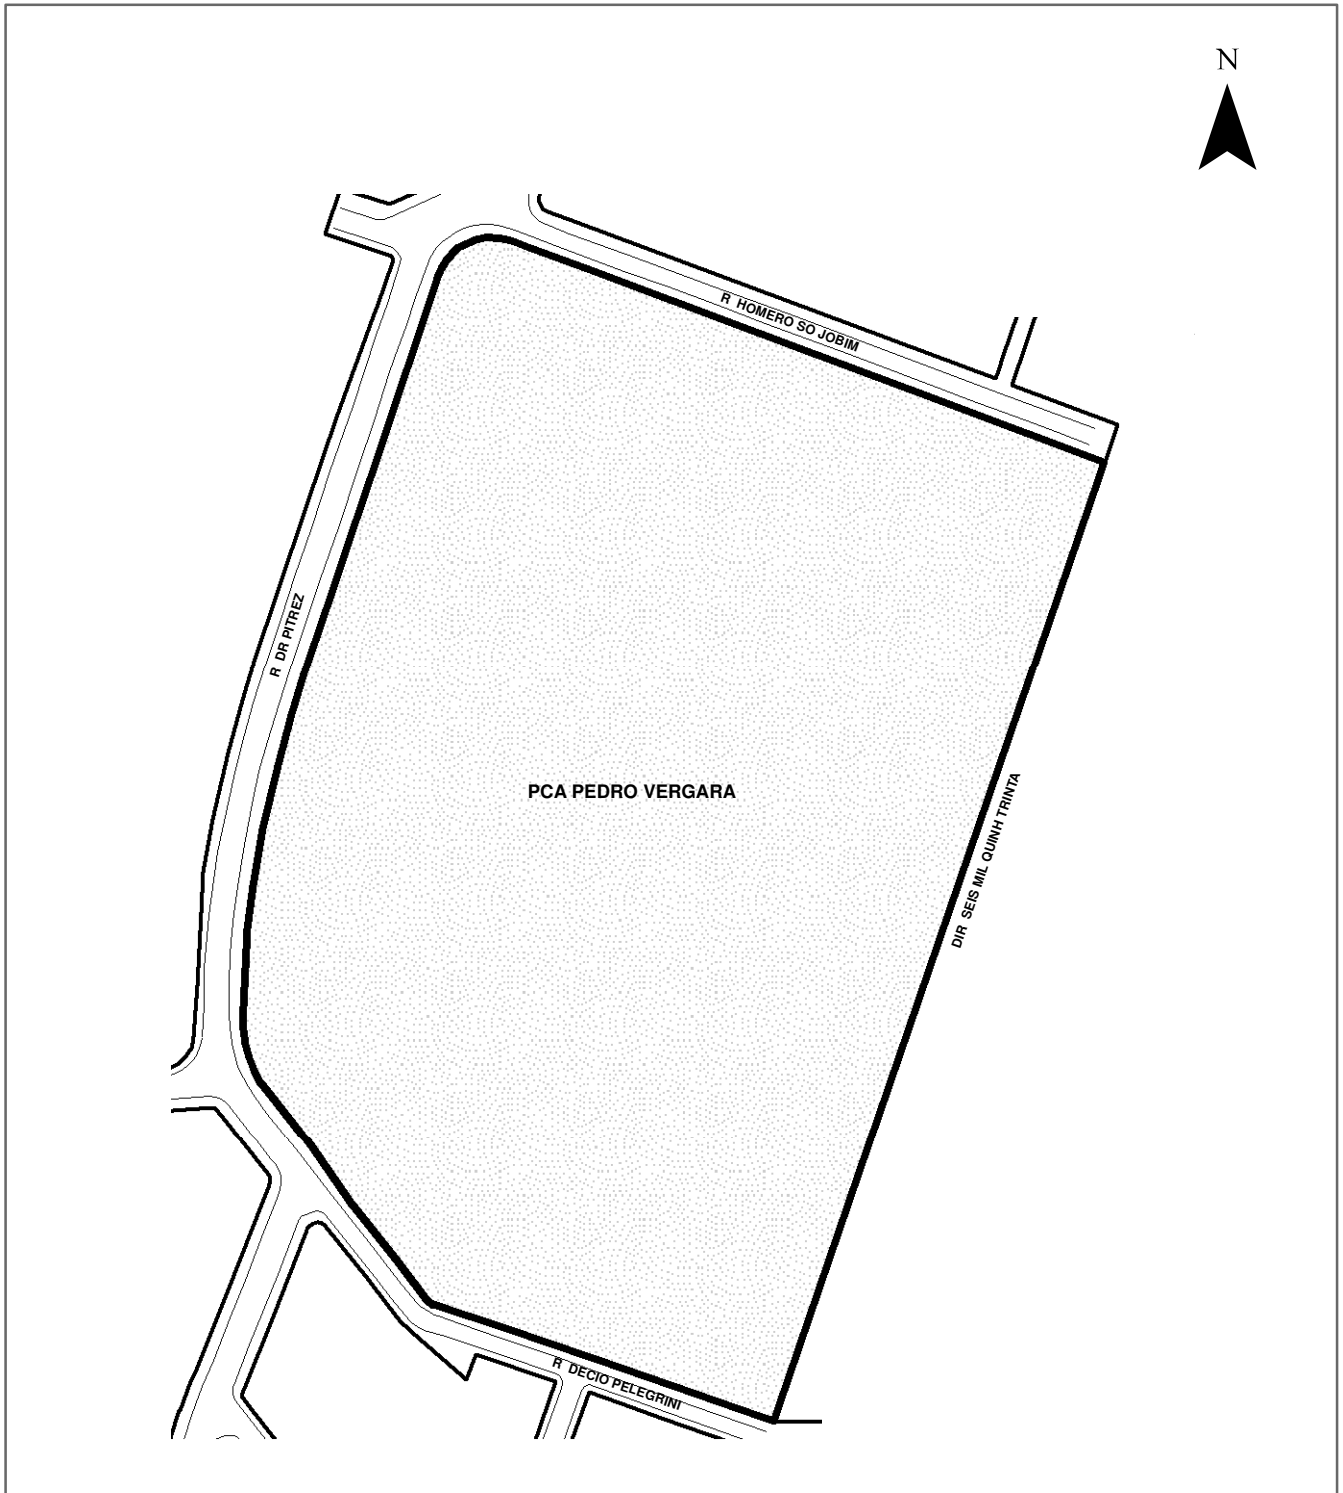 N
R HOMERO SO JOBIM
R DR PITREZ
PCA PEDRO VERGARA
DIR SEIS MIL QUINH TRINTA
R DECIO PELEGRINI